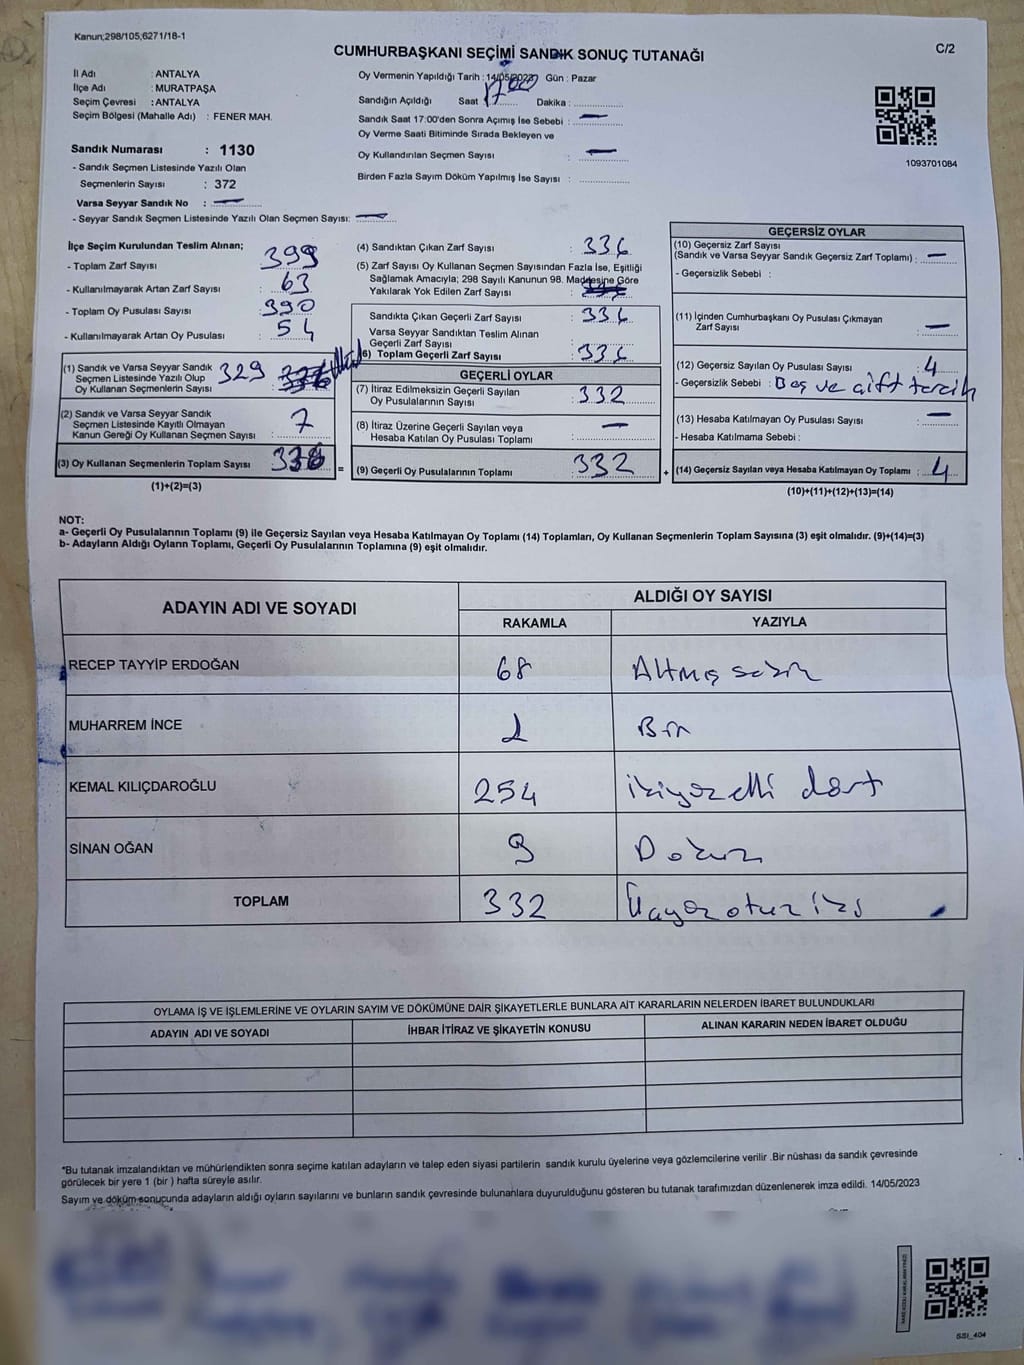 Kanun;298/105,6271/18-1
C/2
CUMHURBAŞKANI SEÇİMİ SANDIK SONUÇ TUTANAĞI
İl Adı : ANTALYA
İlçe Adı : MURATPAŞA
Seçim Çevresi : ANTALYA
Seçim Bölgesi (Mahalle Adı) : FENER MAH.
Sandık Numarası : 1130
- Sandık Seçmen Listesinde Yazılı Olan
Seçmenlerin Sayısı : 372
Varsa Seyyar Sandık No : —
- Seyyar Sandık Seçmen Listesinde Yazılı Olan Seçmen Sayısı: —
Oy Vermenin Yapıldığı Tarih : 14/05/2023 Gün : Pazar
Sandığın Açıldığı Saat 17 00 Dakika :
Sandık Saat 17:00'den Sonra Açımış İse Sebebi : —
Oy Verme Saati Bitiminde Sırada Bekleyen ve
Oy Kullandırılan Seçmen Sayısı : —
Birden Fazla Sayım Döküm Yapılmış İse Sayısı :
1093701084
İlçe Seçim Kurulundan Teslim Alınan;
- Toplam Zarf Sayısı : 399
- Kullanılmayarak Artan Zarf Sayısı : 63
- Toplam Oy Pusulası Sayısı : 390
- Kullanılmayarak Artan Oy Pusulası : 54
(1) Sandık ve Varsa Seyyar Sandık
Seçmen Listesinde Yazılı Olup
Oy Kullanan Seçmenlerin Sayısı : 329
(2) Sandık ve Varsa Seyyar Sandık
Seçmen Listesinde Kayıtlı Olmayan
Kanun Gereği Oy Kullanan Seçmen Sayısı : 7
(3) Oy Kullanan Seçmenlerin Toplam Sayısı : 336
(1)+(2)=(3)
(4) Sandıktan Çıkan Zarf Sayısı : 336
(5) Zarf Sayısı Oy Kullanan Seçmen Sayısından Fazla İse, Eşitliği
Sağlamak Amacıyla; 298 Sayılı Kanunun 98. Maddesine Göre
Yakılarak Yok Edilen Zarf Sayısı :
Sandıkta Çıkan Geçerli Zarf Sayısı : 336
Varsa Seyyar Sandıktan Teslim Alınan
Geçerli Zarf Sayısı :
(6) Toplam Geçerli Zarf Sayısı : 336
GEÇERLİ OYLAR
(7) İtiraz Edilmeksizin Geçerli Sayılan
Oy Pusulalarının Sayısı : 332
(8) İtiraz Üzerine Geçerli Sayılan veya
Hesaba Katılan Oy Pusulası Toplamı : —
= (9) Geçerli Oy Pusulalarının Toplamı : 332 +
GEÇERSİZ OYLAR
(10) Geçersiz Zarf Sayısı
(Sandık ve Varsa Seyyar Sandık Geçersiz Zarf Toplamı) : —
- Geçersizlik Sebebi :
(11) İçinden Cumhurbaşkanı Oy Pusulası Çıkmayan
Zarf Sayısı : —
(12) Geçersiz Sayılan Oy Pusulası Sayısı : 4
- Geçersizlik Sebebi : Boş ve çift tercih
(13) Hesaba Katılmayan Oy Pusulası Sayısı : —
- Hesaba Katılmama Sebebi :
(14) Geçersiz Sayılan veya Hesaba Katılmayan Oy Toplamı : 4
(10)+(11)+(12)+(13)=(14)
NOT:
a- Geçerli Oy Pusulalarının Toplamı (9) ile Geçersiz Sayılan veya Hesaba Katılmayan Oy Toplamı (14) Toplamları, Oy Kullanan Seçmenlerin Toplam Sayısına (3) eşit olmalıdır. (9)+(14)=(3)
b- Adayların Aldığı Oyların Toplamı, Geçerli Oy Pusulalarının Toplamına (9) eşit olmalıdır.
ADAYIN ADI VE SOYADI
ALDIĞI OY SAYISI
RAKAMLA YAZIYLA
RECEP TAYYİP ERDOĞAN 68 Altmış sekiz
MUHARREM İNCE 1 Bir
KEMAL KILIÇDAROĞLU 254 ikiyüzelli dört
SİNAN OĞAN 9 Dokuz
TOPLAM 332 Üçyüzotuz iki
OYLAMA İŞ VE İŞLEMLERİNE VE OYLARIN SAYIM VE DÖKÜMÜNE DAİR ŞİKAYETLERLE BUNLARA AİT KARARLARIN NELERDEN İBARET BULUNDUKLARI
ADAYIN ADI VE SOYADI İHBAR İTİRAZ VE ŞİKAYETİN KONUSU ALINAN KARARIN NEDEN İBARET OLDUĞU
*Bu tutanak imzalandıktan ve mühürlendikten sonra seçime katılan adayların ve talep eden siyasi partilerin sandık kurulu üyelerine veya gözlemcilerine verilir .Bir nüshası da sandık çevresinde
görülecek bir yere 1 (bir ) hafta süreyle asılır.
Sayım ve döküm sonucunda adayların aldığı oyların sayılarını ve bunların sandık çevresinde bulunanlara duyurulduğunu gösteren bu tutanak tarafımızdan düzenlenerek imza edildi. 14/05/2023
SSI_404